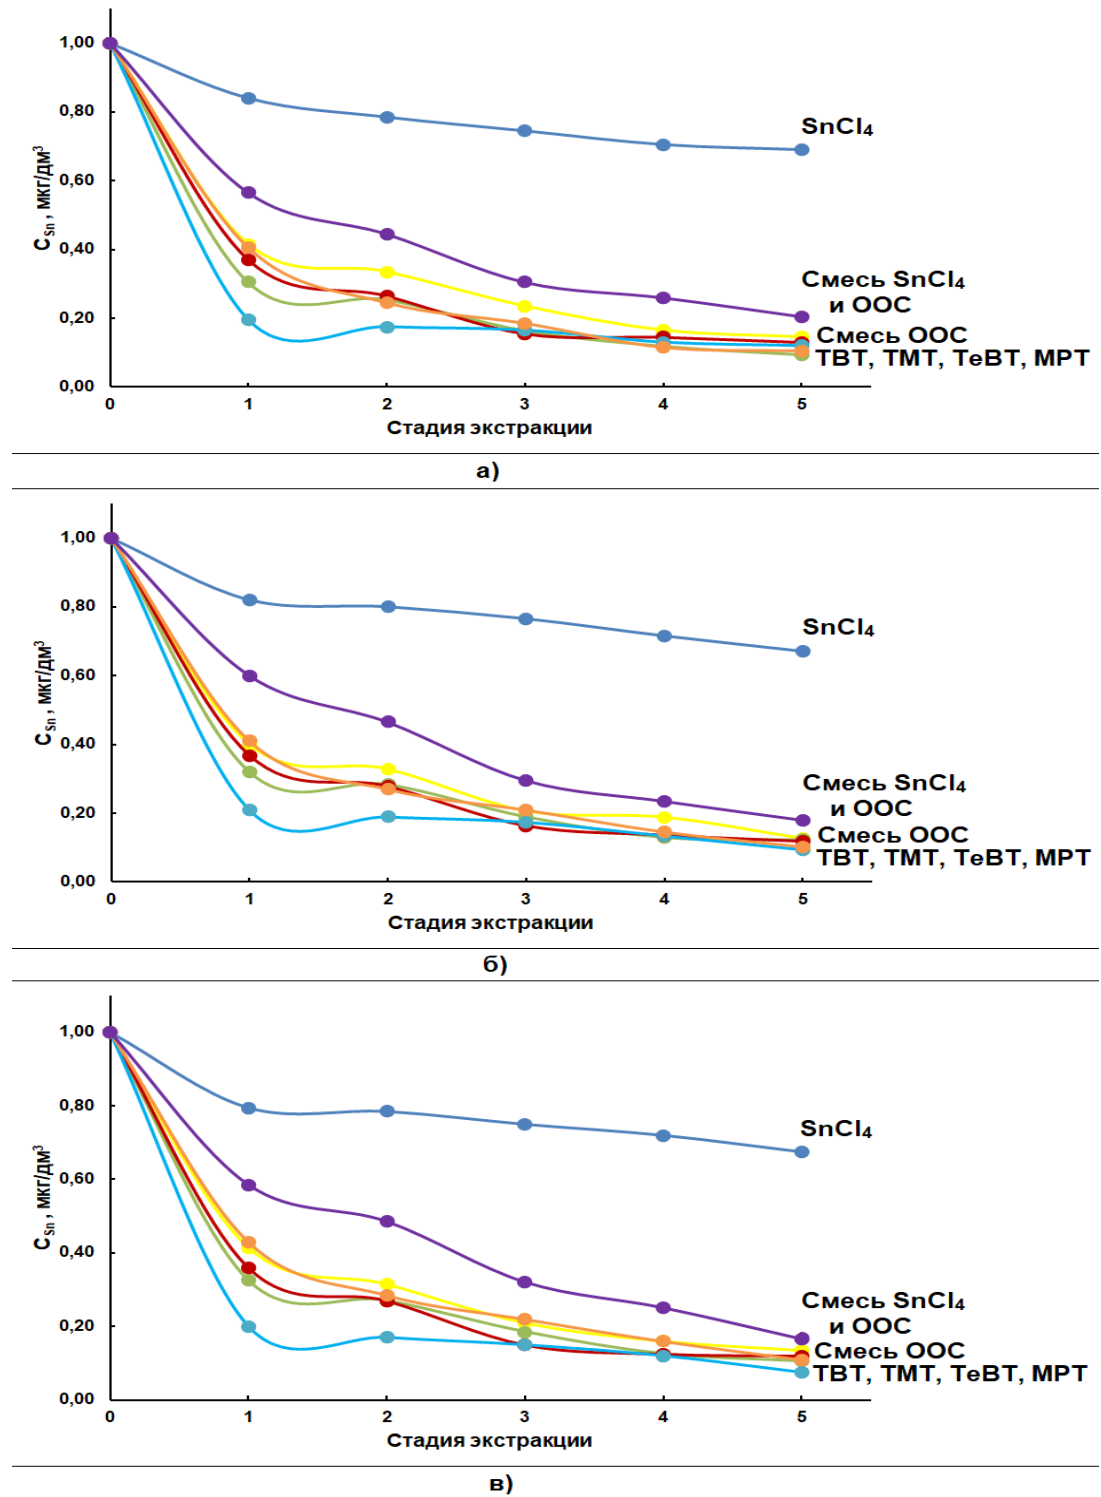 1,00
0,80
0,60
0,40
0,20
0,00
C Sn , мкг/дм³
SnCl₄
Смесь SnCl₄
и ООС
Смесь ООС
ТВТ, ТМТ, ТеВТ, МРТ
0 1 2 3 4 5
Стадия экстракции
а)
1,00
0,80
0,60
0,40
0,20
0,00
C Sn , мкг/дм³
SnCl₄
Смесь SnCl₄
и ООС
Смесь ООС
ТВТ, ТМТ, ТеВТ, МРТ
0 1 2 3 4 5
Стадия экстракции
б)
1,00
0,80
0,60
0,40
0,20
0,00
C Sn , мкг/дм³
SnCl₄
Смесь SnCl₄
и ООС
Смесь ООС
ТВТ, ТМТ, ТеВТ, МРТ
0 1 2 3 4 5
Стадия экстракции
в)